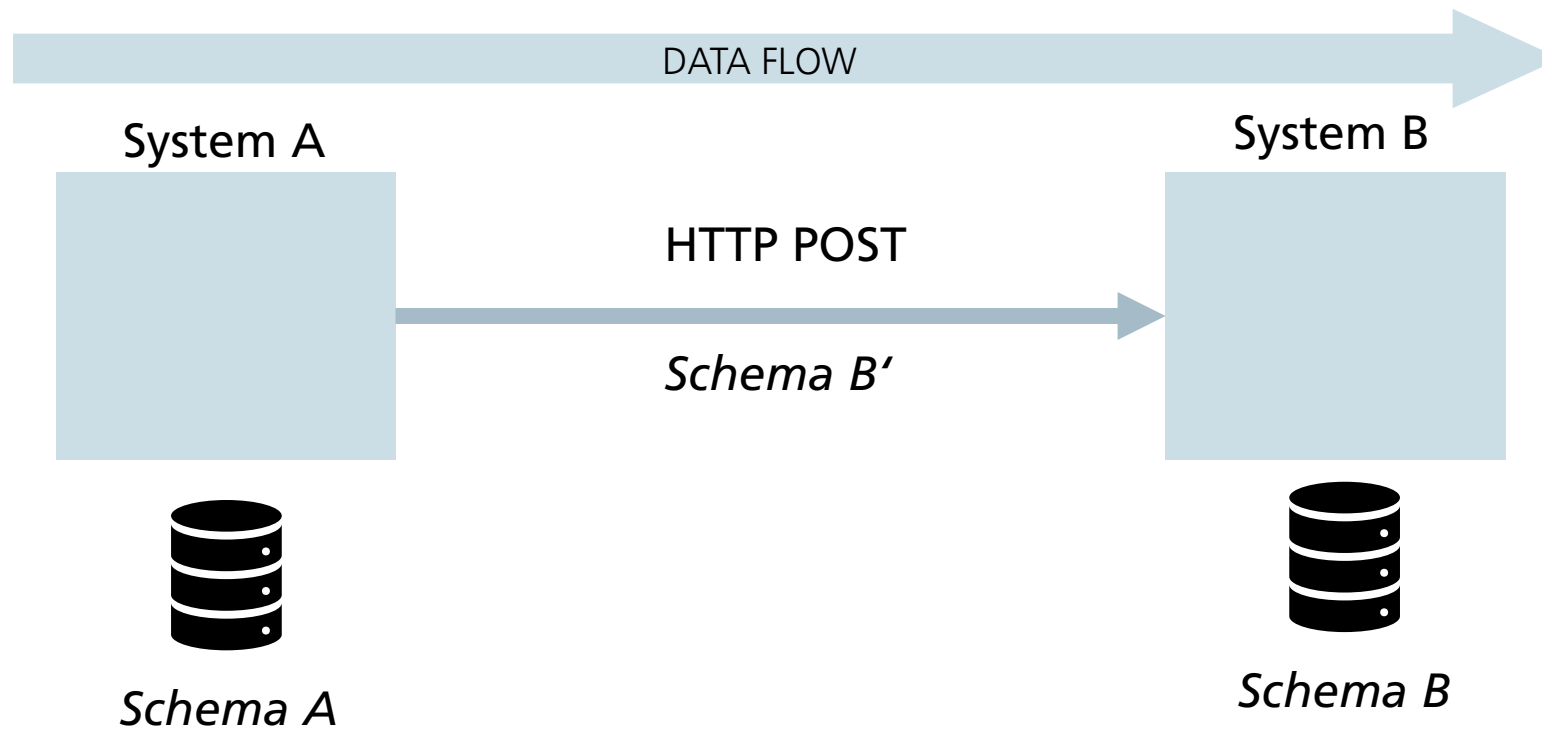 DATA FLOW
System A
System B
HTTP POST
Schema B‘
Schema A
Schema B